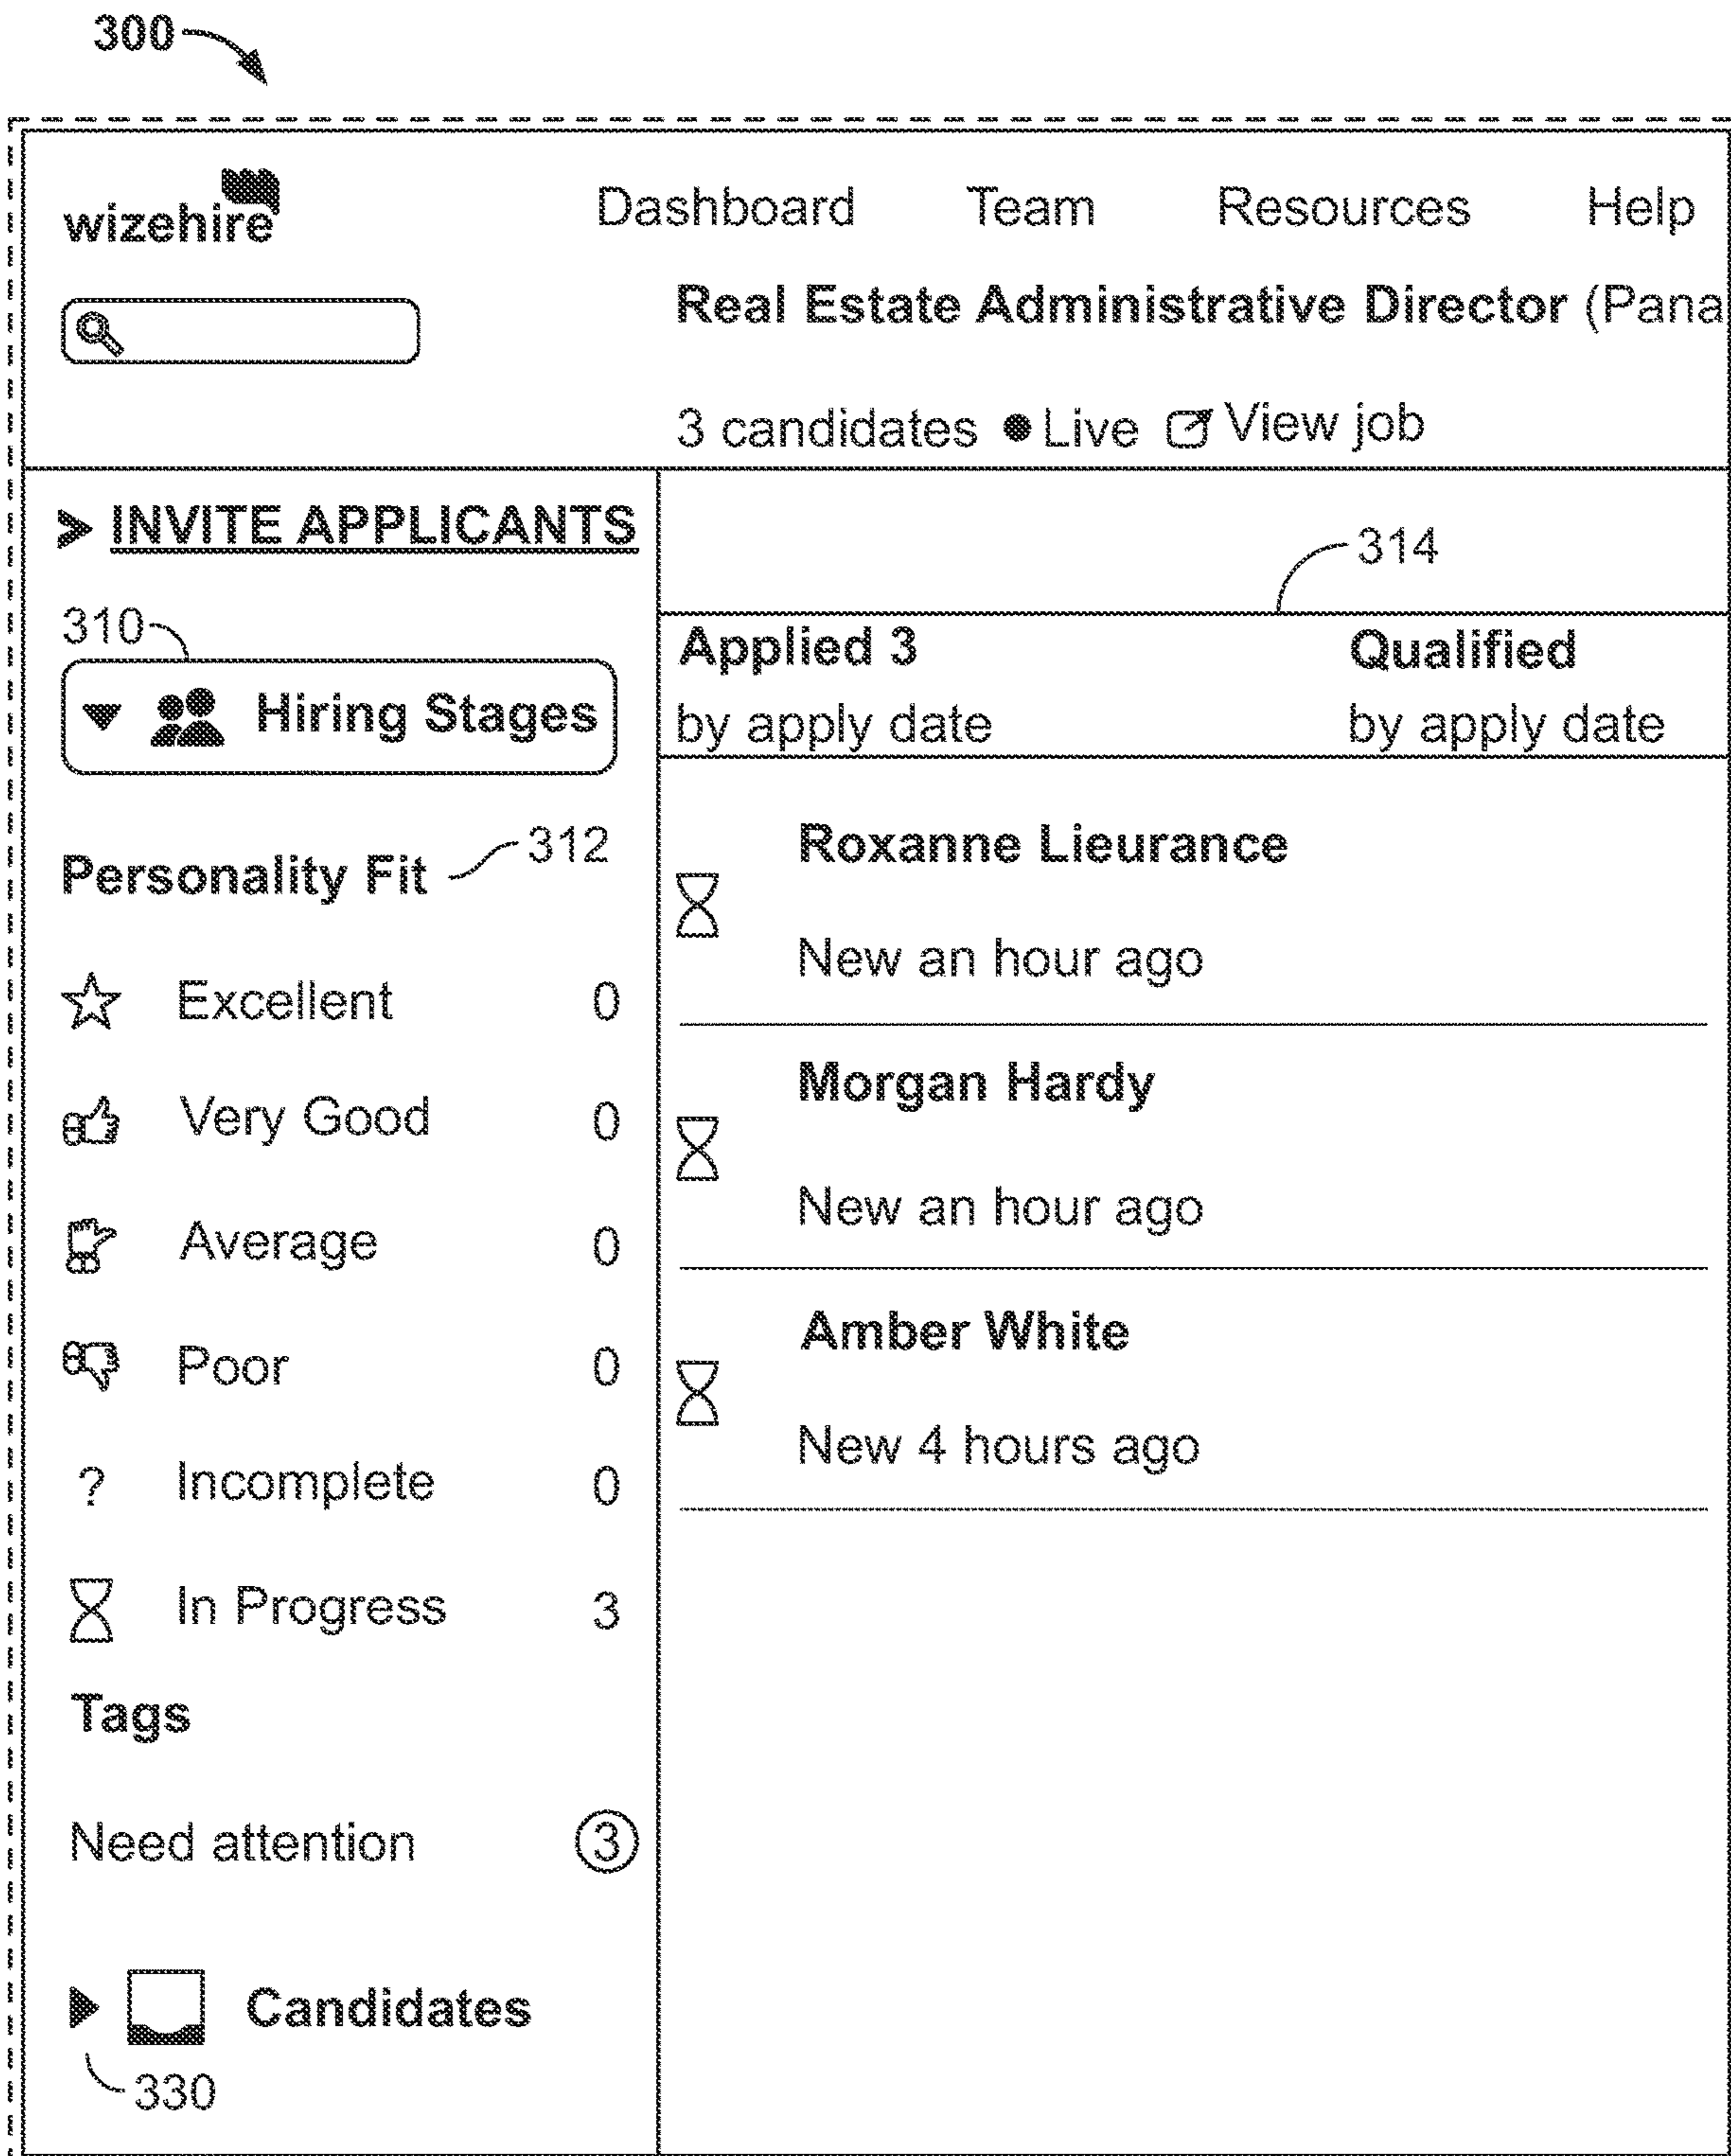 300
wizehire
Dashboard Team Resources Help
Real Estate Administrative Director (Pana
3 candidates ● Live View job
> INVITE APPLICANTS
314
310
Hiring Stages
Applied 3 Qualified
by apply date by apply date
Personality Fit 312
Excellent 0
Very Good 0
Average 0
Poor 0
? Incomplete 0
In Progress 3
Tags
Need attention 3
Candidates
330
Roxanne Lieurance
New an hour ago
Morgan Hardy
New an hour ago
Amber White
New 4 hours ago